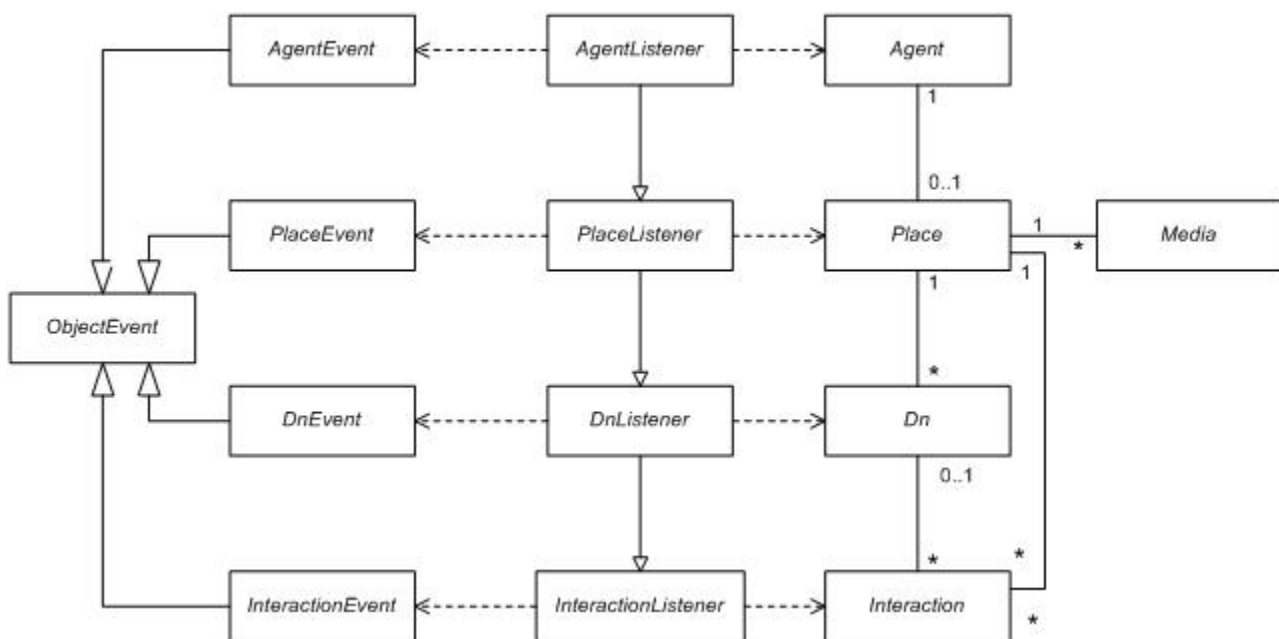 AgentEvent
AgentListener
Agent
1
0..1
PlaceEvent
PlaceListener
Place
1
*
Media
1
1
ObjectEvent
*
DnEvent
DnListener
Dn
0..1
*
*
InteractionEvent
InteractionListener
Interaction
*